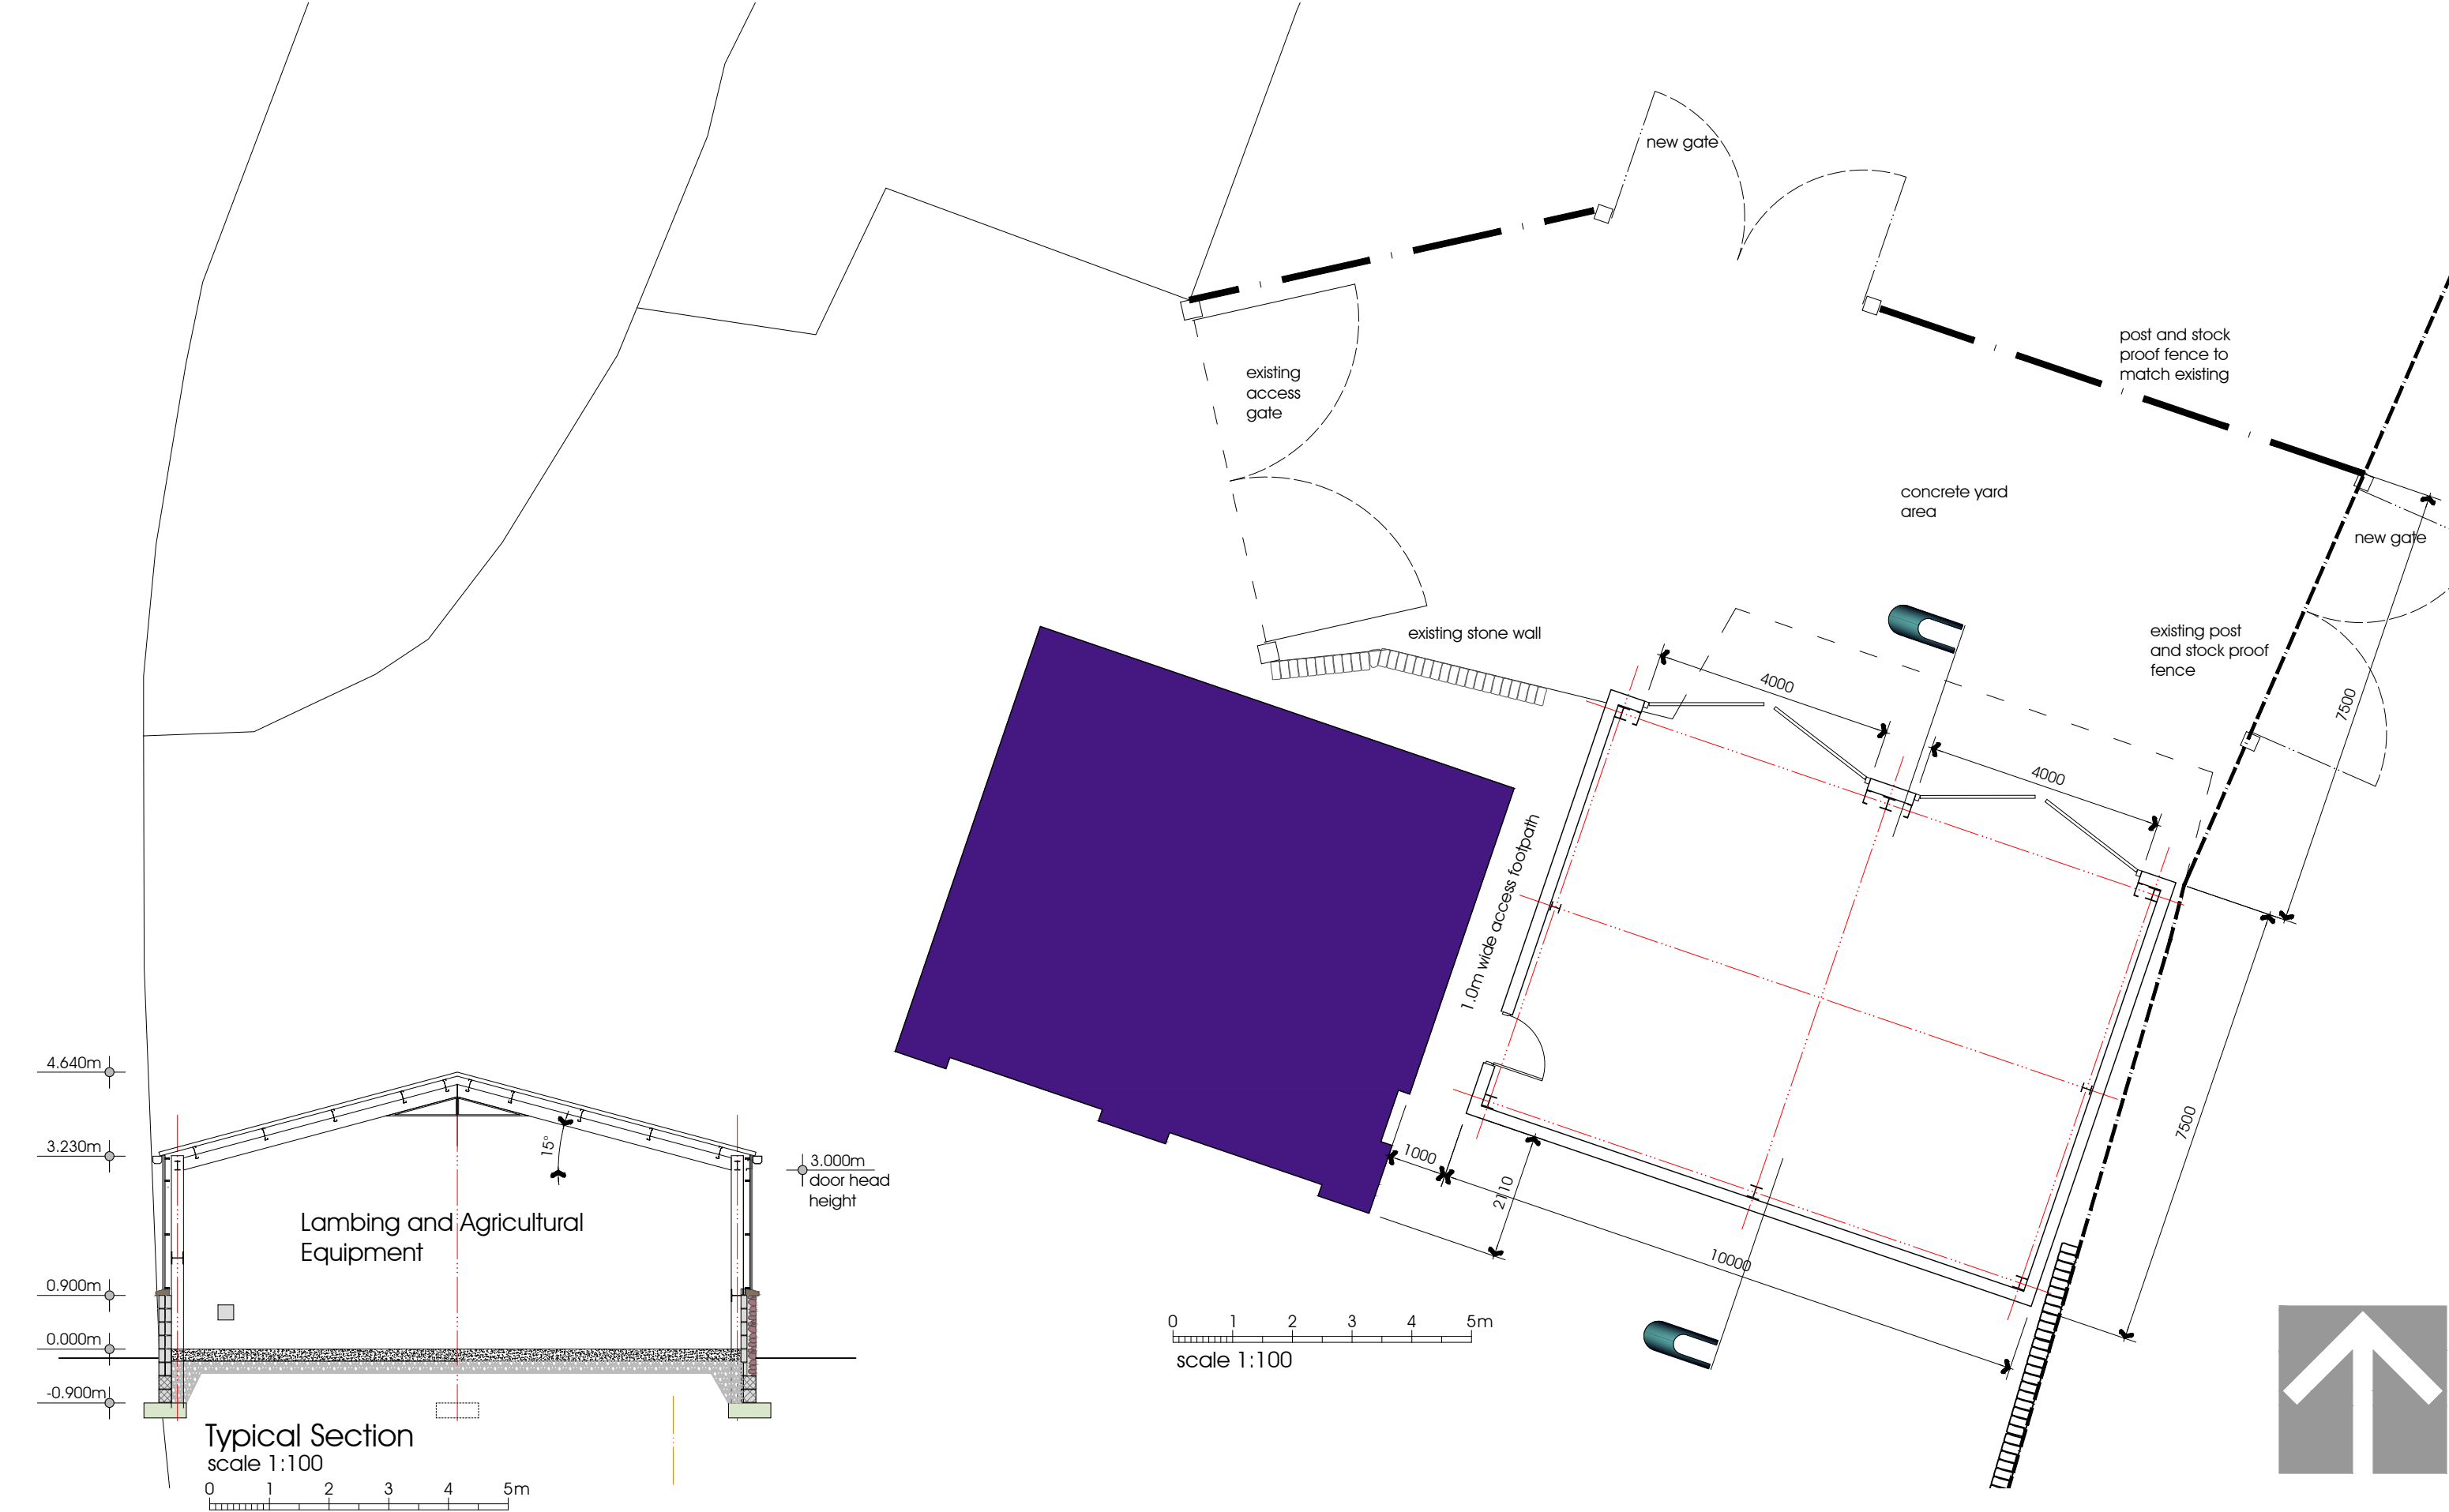 new gate
post and stock
proof fence to
match existing
existing
access
gate
concrete yard
area
new gate
existing stone wall
existing post
and stock proof
fence
4000
7500
4000
1.0m wide access footpath
4.640m
3.230m
15°
3.000m
door head
height
1000
2110
7500
Lambing and Agricultural
Equipment
10000
0.900m
0.000m
-0.900m
0 1 2 3 4 5m
scale 1:100
Typical Section
scale 1:100
0 1 2 3 4 5m